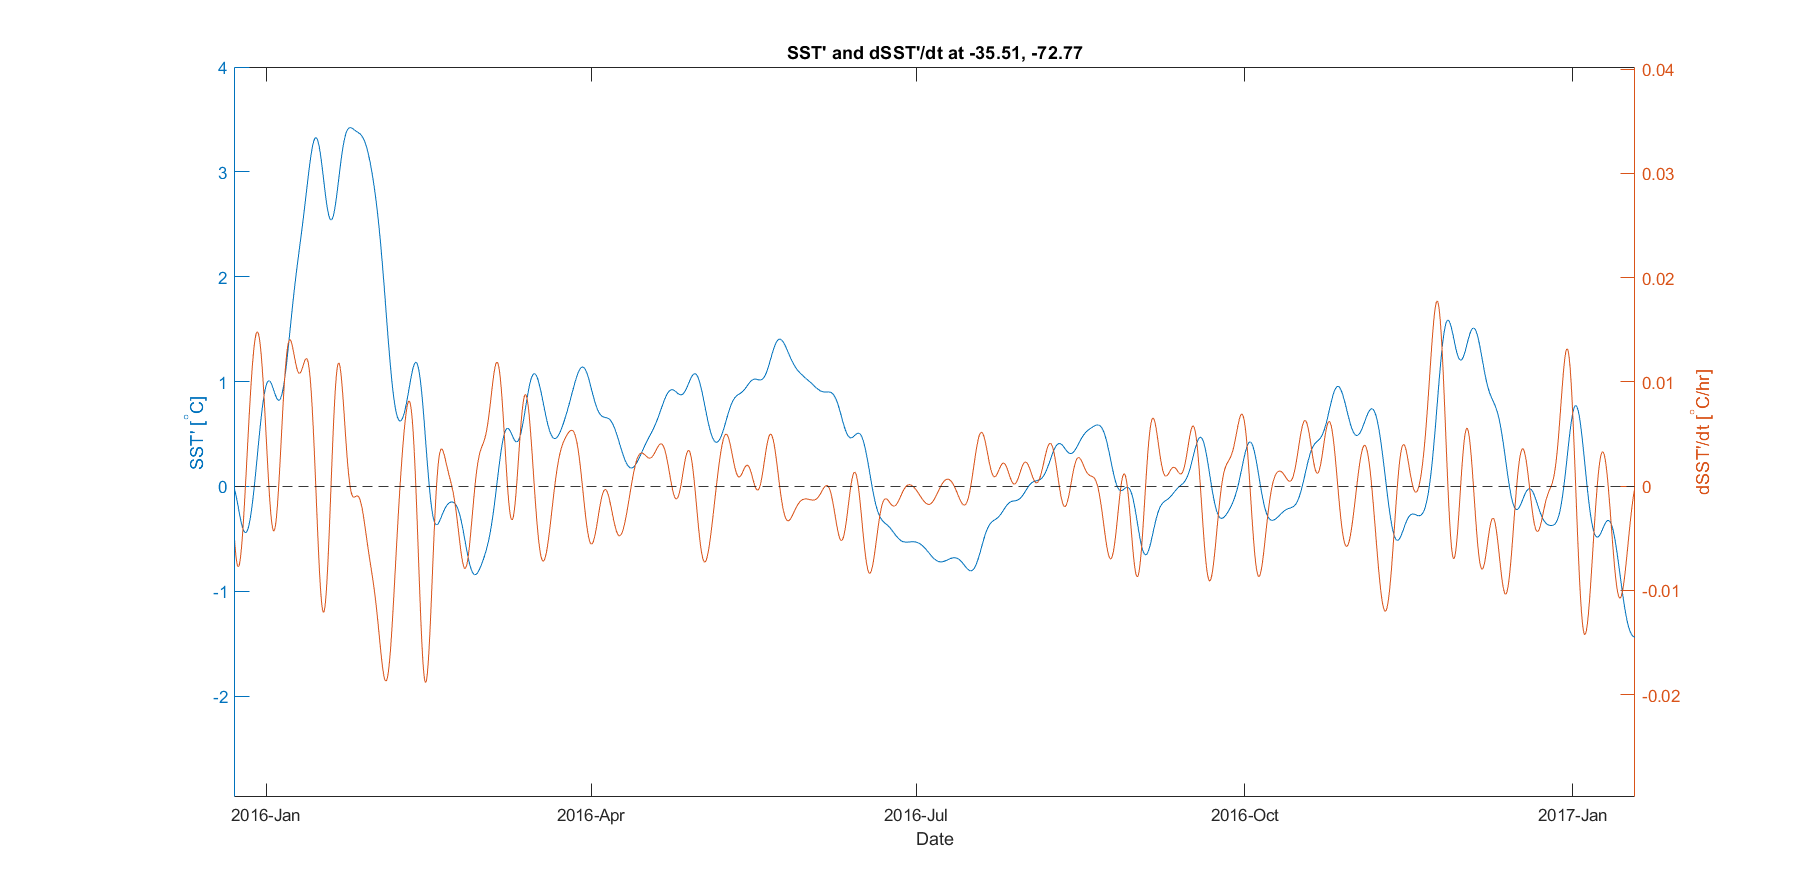 SST' and dSST'/dt at -35.51, -72.77
4
3
2
1
0
-1
-2
SST' [°C]
0.04
0.03
0.02
0.01
0
-0.01
-0.02
dSST'/dt [°C/hr]
2016-Jan
2016-Apr
2016-Jul
2016-Oct
2017-Jan
Date